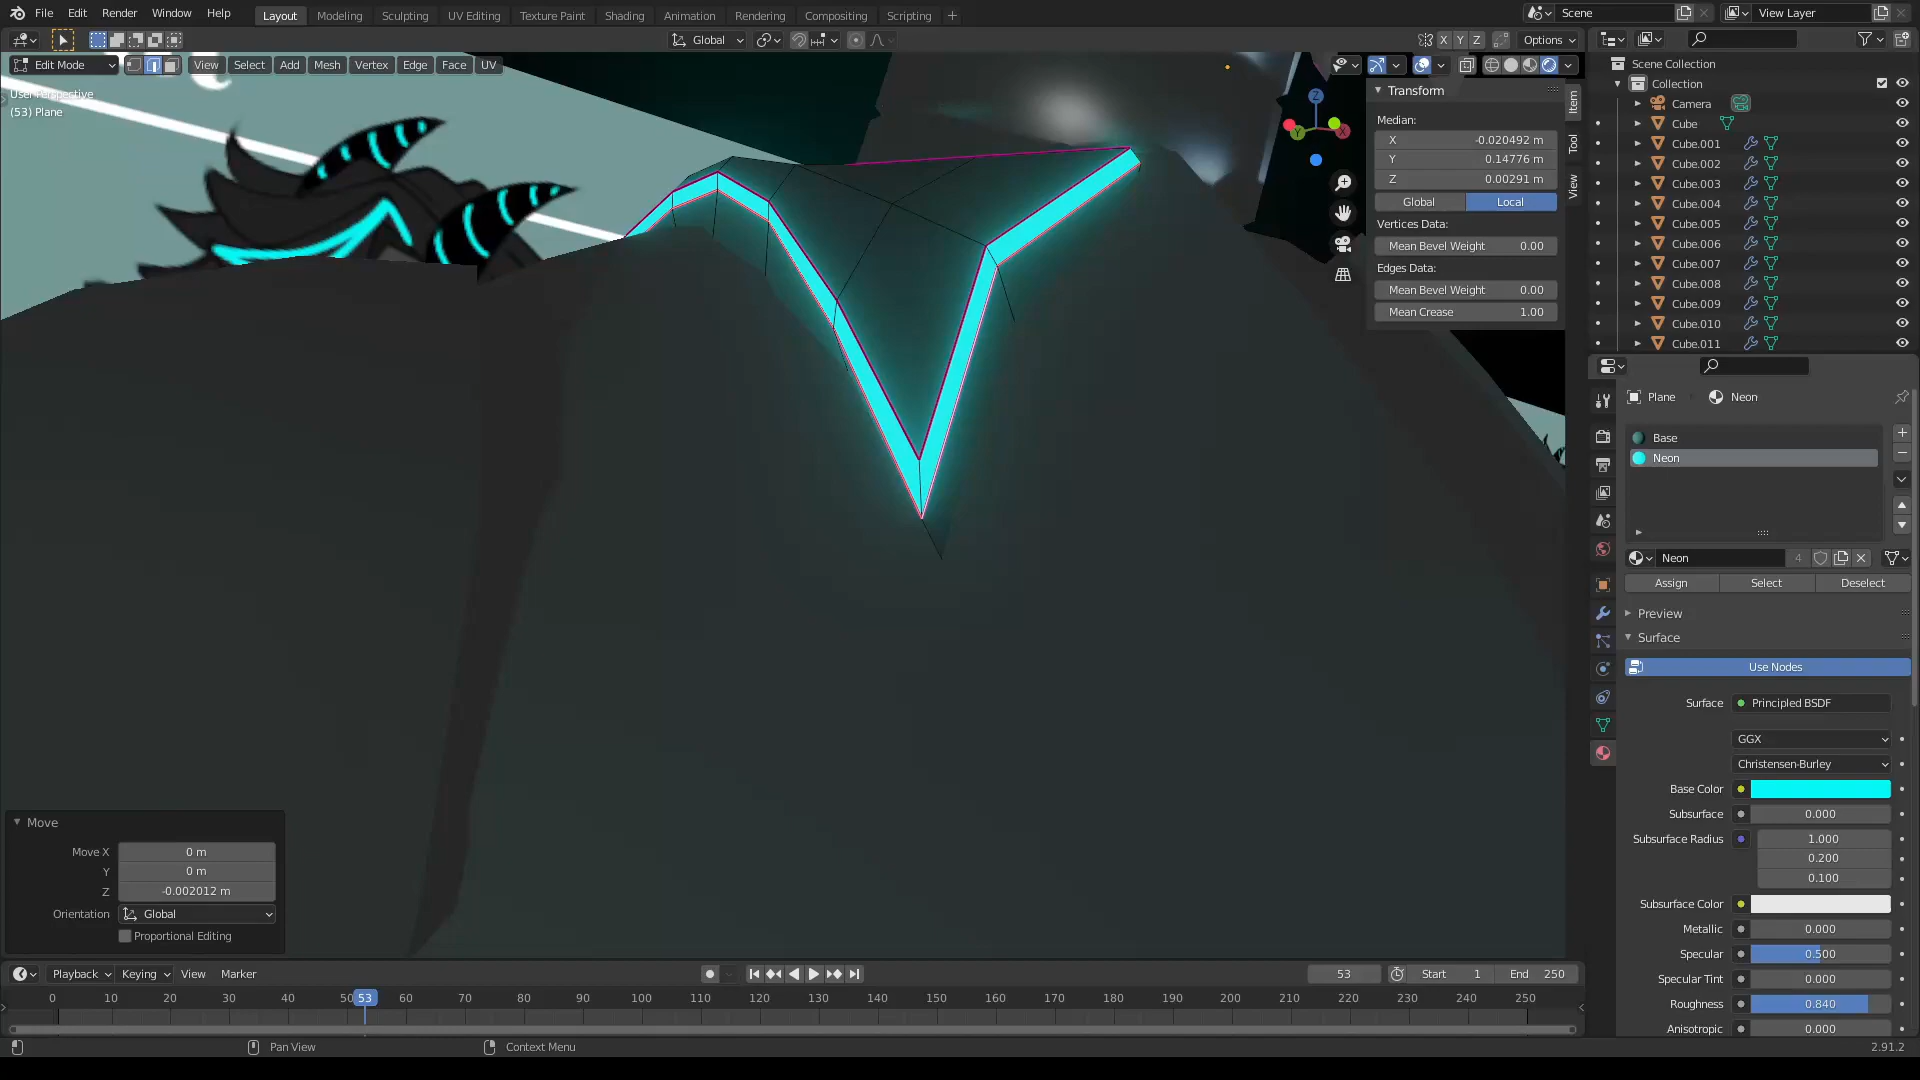 File Edit Render Window Help Layout Modeling Sculpting UV Editing Texture Paint Shading Animation Rendering Compositing Scripting + Scene View Layer
Global X Y Z Options
Edit Mode View Select Add Mesh Vertex Edge Face UV
User Perspective
(53) Plane
Transform
Median:
X -0.020492 m
Y 0.14776 m
Z 0.00291 m
Global Local
Vertices Data:
Mean Bevel Weight 0.00
Edges Data:
Mean Bevel Weight 0.00
Mean Crease 1.00
Item
Tool
View
Z
Y
X
Scene Collection
Collection
Camera
Cube
Cube.001
Cube.002
Cube.003
Cube.004
Cube.005
Cube.006
Cube.007
Cube.008
Cube.009
Cube.010
Cube.011
Plane Neon
Base
Neon
Neon 4
Assign Select Deselect
Preview
Surface
Use Nodes
Surface Principled BSDF
GGX
Christensen-Burley
Base Color
Subsurface 0.000
Subsurface Radius 1.000
0.200
0.100
Subsurface Color
Metallic 0.000
Specular 0.500
Specular Tint 0.000
Roughness 0.840
Anisotropic 0.000
Move
Move X 0 m
Y 0 m
Z -0.002012 m
Orientation Global
Proportional Editing
Playback Keying View Marker 53 Start 1 End 250
0 10 20 30 40 50 53 60 70 80 90 100 110 120 130 140 150 160 170 180 190 200 210 220 230 240 250
Pan View Context Menu 2.91.2